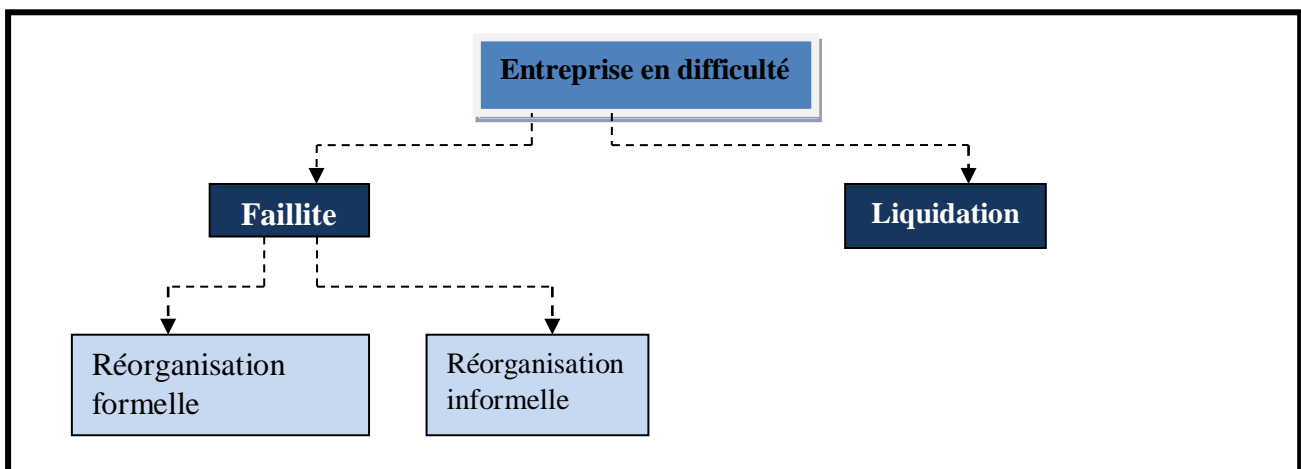 Entreprise en difficulté
Faillite
Liquidation
Réorganisation
formelle
Réorganisation
informelle